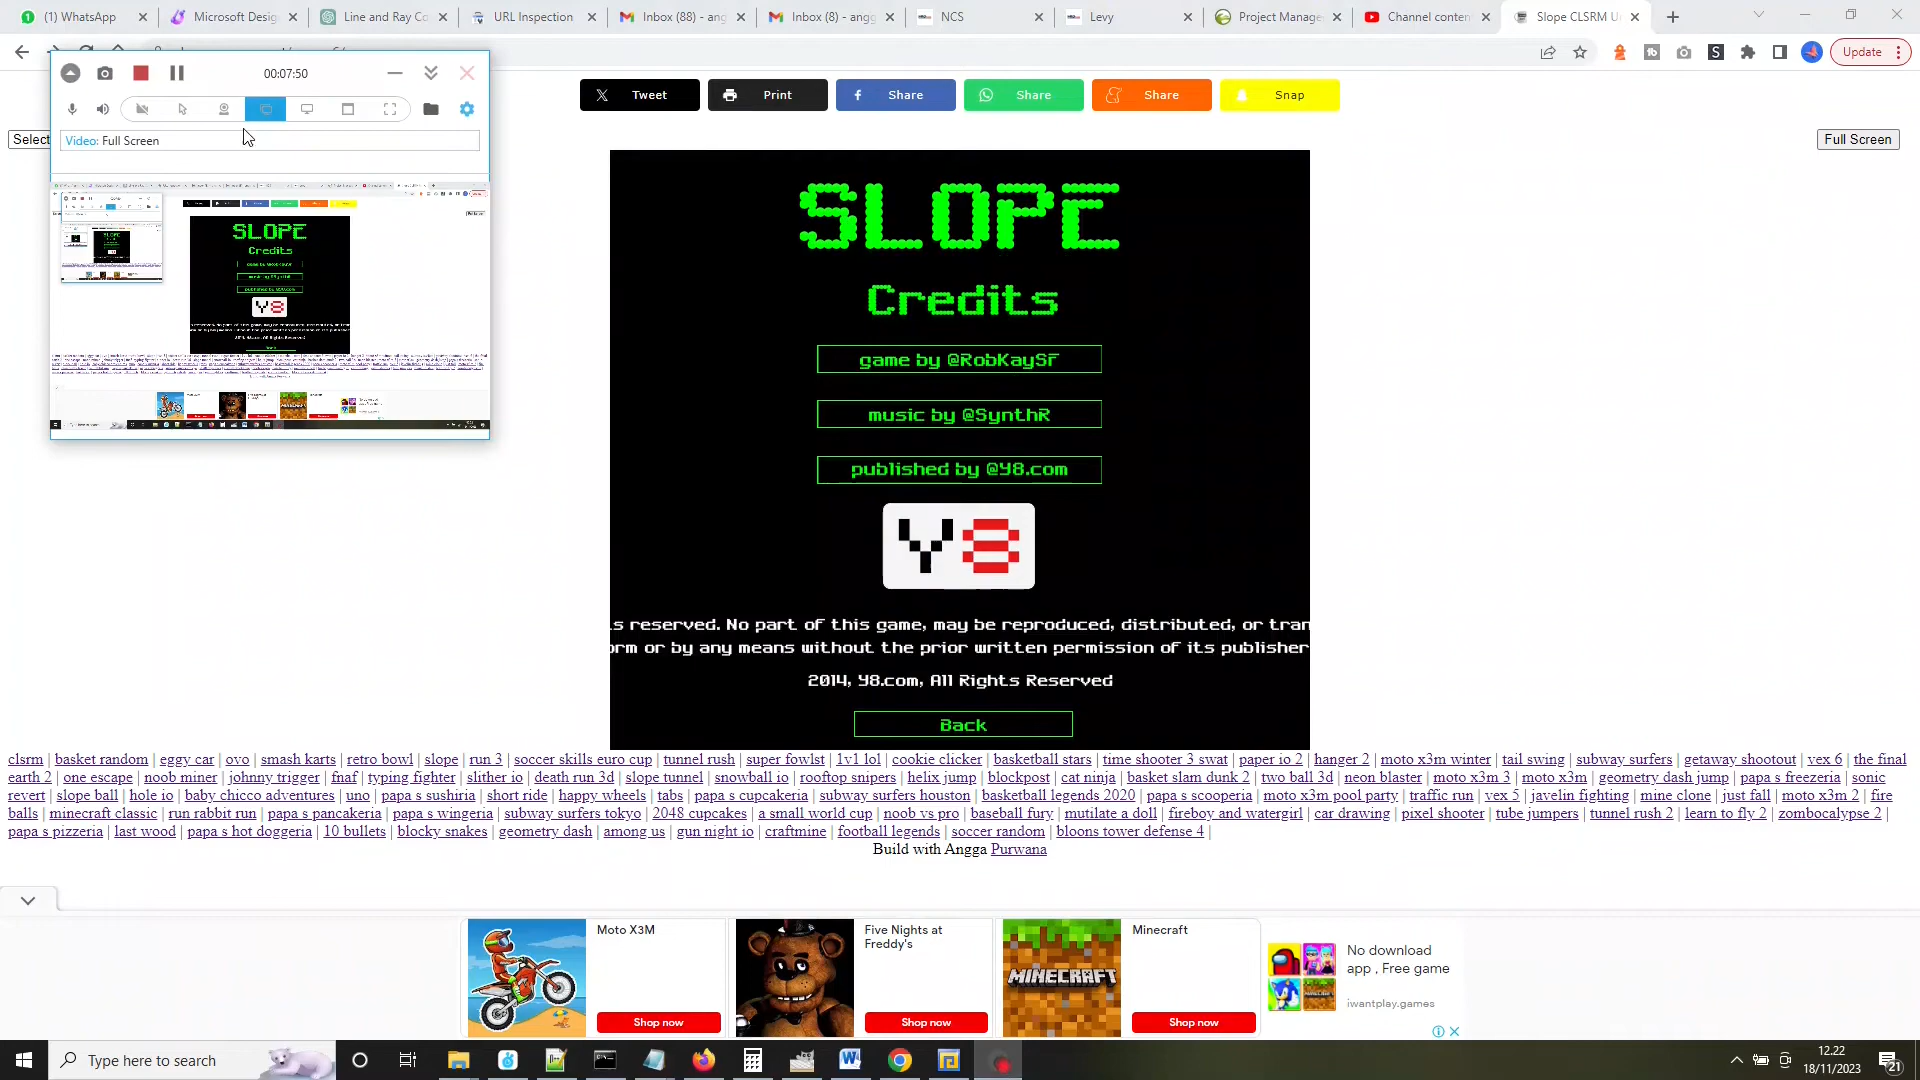 (1) WhatsApp
Microsoft Desig
Line and Ray Co
URL Inspection
Inbox (88) - ang
Inbox (8) - angg
NCS
Levy
Project Manage
Channel conten
Slope CLSRM U
Update
00:07:50
Video: Full Screen
Tweet
Print
Share
Share
Share
Snap
Select
Full Screen
SLOPE
Credits
game by @RobKaySF
music by @SynthR
published by @Y8.com
Y8
s reserved. No part of this game, may be reproduced, distributed, or tran
orm or by any means without the prior written permission of its publisher
2014, Y8.com, All Rights Reserved
Back
clsrm | basket random | eggy car | ovo | smash karts | retro bowl | slope | run 3 | soccer skills euro cup | tunnel rush | super fowlst | 1v1 lol | cookie clicker | basketball stars | time shooter 3 swat | paper io 2 | hanger 2 | moto x3m winter | tail swing | subway surfers | getaway shootout | vex 6 | the final
earth 2 | one escape | noob miner | johnny trigger | fnaf | typing fighter | slither io | death run 3d | slope tunnel | snowball io | rooftop snipers | helix jump | blockpost | cat ninja | basket slam dunk 2 | two ball 3d | neon blaster | moto x3m 3 | moto x3m | geometry dash jump | papa s freezeria | sonic
revert | slope ball | hole io | baby chicco adventures | uno | papa s sushiria | short ride | happy wheels | tabs | papa s cupcakeria | subway surfers houston | basketball legends 2020 | papa s scooperia | moto x3m pool party | traffic run | vex 5 | javelin fighting | mine clone | just fall | moto x3m 2 | fire
balls | minecraft classic | run rabbit run | papa s pancakeria | papa s wingeria | subway surfers tokyo | 2048 cupcakes | a small world cup | noob vs pro | baseball fury | mutilate a doll | fireboy and watergirl | car drawing | pixel shooter | tube jumpers | tunnel rush 2 | learn to fly 2 | zombocalypse 2 |
papa s pizzeria | last wood | papa s hot doggeria | 10 bullets | blocky snakes | geometry dash | among us | gun night io | craftmine | football legends | soccer random | bloons tower defense 4 |
Build with Angga Purwana
Moto X3M
Shop now
Five Nights at
Freddy's
Shop now
MINECRAFT
Minecraft
Shop now
No download
app , Free game
iwantplay.games
Type here to search
12.22
18/11/2023
21